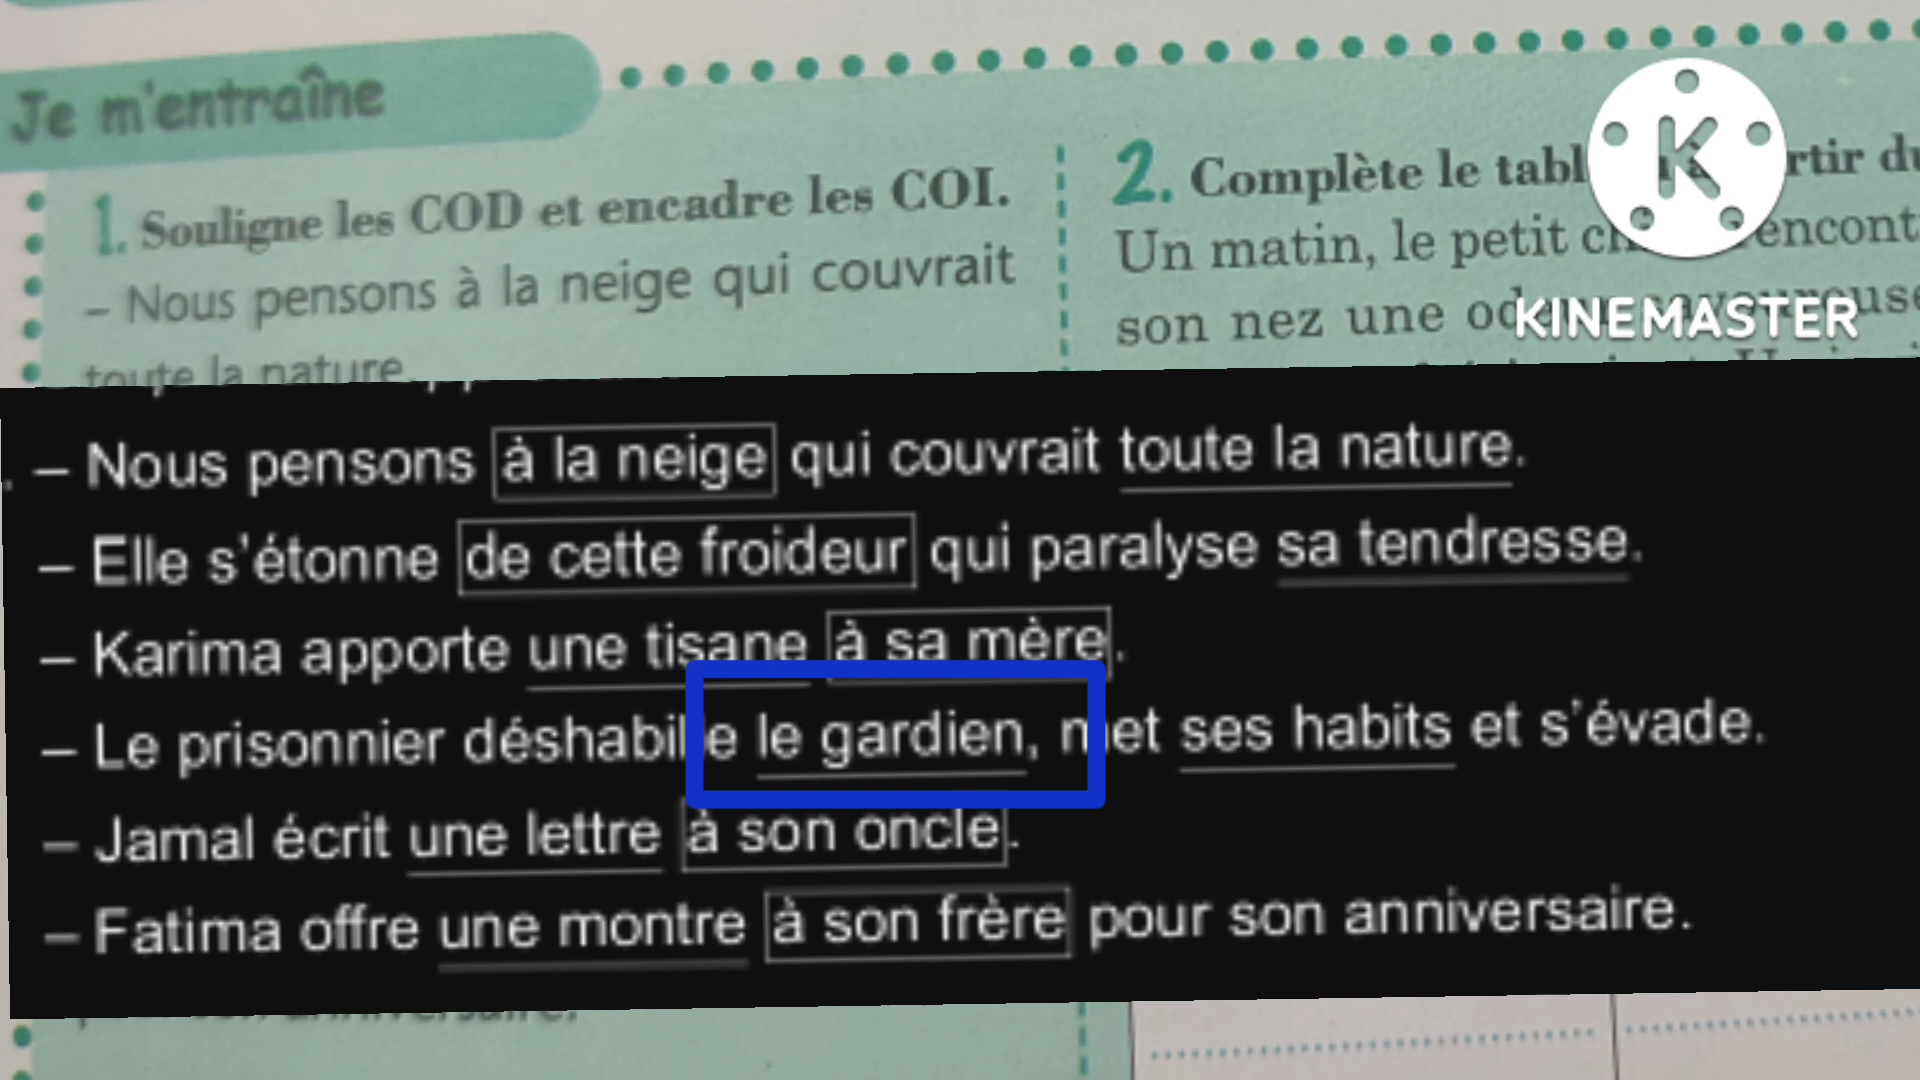 Je m'entraîne
1. Souligne les COD et encadre les COI.
– Nous pensons à la neige qui couvrait
toute la nature.
2. Complète le
Un matin, le petit
son nez une
KINEMASTER
– Nous pensons à la neige qui couvrait toute la nature.
– Elle s'étonne de cette froideur qui paralyse sa tendresse.
– Karima apporte une tisane à sa mère.
– Le prisonnier déshabille le gardien, met ses habits et s'évade.
– Jamal écrit une lettre à son oncle.
– Fatima offre une montre à son frère pour son anniversaire.
anniversaire.